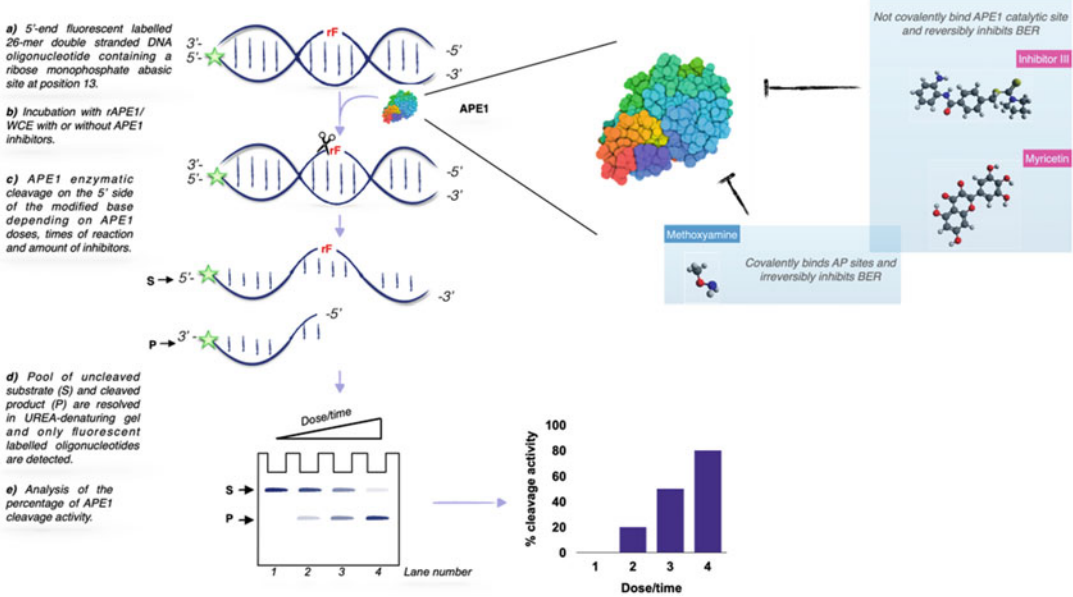 a) 5'-end fluorescent labelled
26-mer double stranded DNA
oligonucleotide containing a
ribose monophosphate abasic
site at position 13.
b) Incubation with rAPE1/
WCE with or without APE1
inhibitors.
c) APE1 enzymatic
cleavage on the 5' side
of the modified base
depending on APE1
doses, times of reaction
and amount of inhibitors.
d) Pool of uncleaved
substrate (S) and cleaved
product (P) are resolved
in UREA-denaturing gel
and only fluorescent
labelled oligonucleotides
are detected.
e) Analysis of the
percentage of APE1
cleavage activity.
3'-
5'-
rF
-5'
-3'
APE1
3'-
5'-
rF
-5'
-3'
rF
S
5'-
-3'
-5'
P
3' -
Dose/time
S
P
1 2 3 4 Lane number
% cleavage activity
100
80
60
40
20
0
1 2 3 4
Dose/time
Not covalently bind APE1 catalytic site
and reversibly inhibits BER
Inhibitor III
Myricetin
Methoxyamine
Covalently binds AP sites and
irreversibly inhibits BER